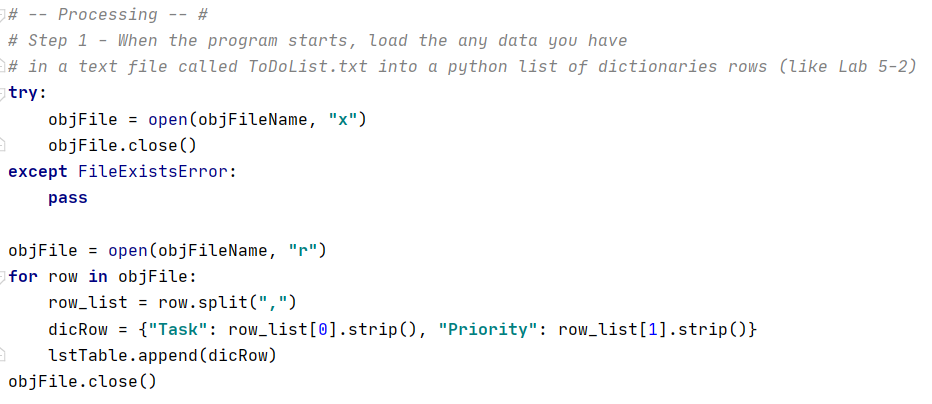 # -- Processing -- #
# Step 1 - When the program starts, load the any data you have
# in a text file called ToDoList.txt into a python list of dictionaries rows (like Lab 5-2)
try:
    objFile = open(objFileName, "x")
    objFile.close()
except FileExistsError:
    pass

objFile = open(objFileName, "r")
for row in objFile:
    row_list = row.split(",")
    dicRow = {"Task": row_list[0].strip(), "Priority": row_list[1].strip()}
    lstTable.append(dicRow)
objFile.close()